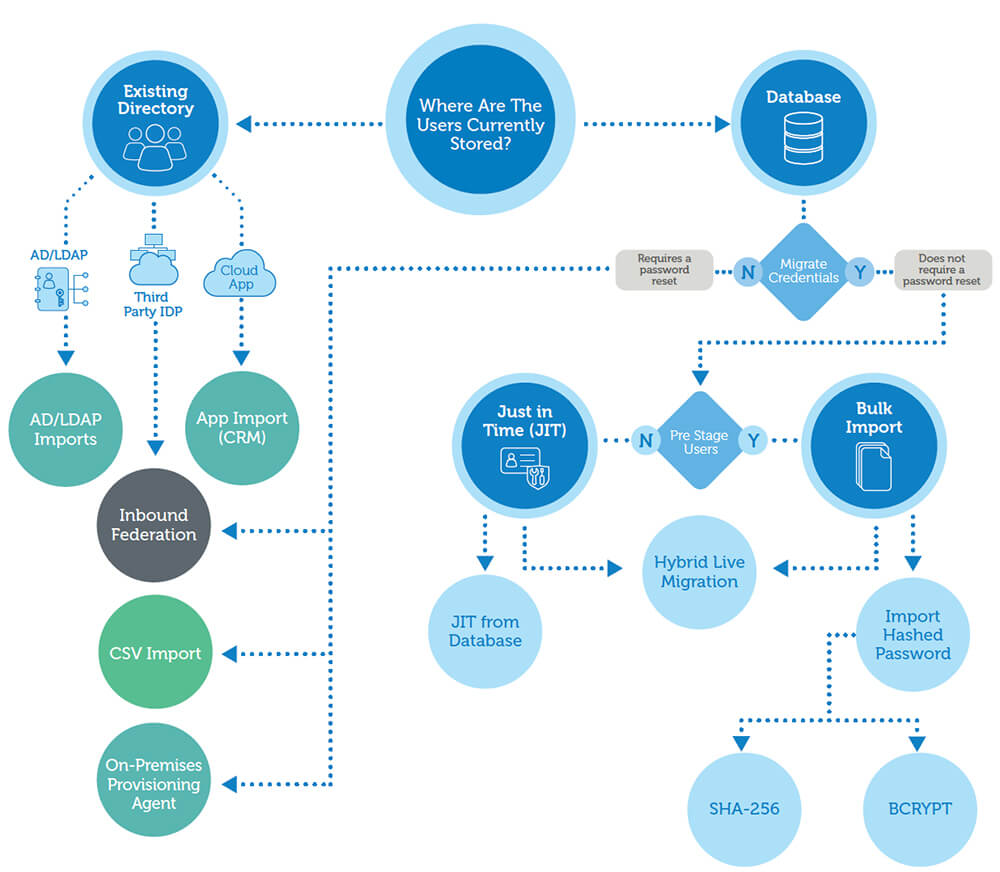 Where Are The
Users Currently
Stored?
Existing
Directory
Database
AD/LDAP
Third
Party IDP
Cloud
App
Requires a
password
reset
N
Migrate
Credentials
Y
Does not
require a
password reset
AD/LDAP
Imports
App Import
(CRM)
Just in
Time (JIT)
N
Pre Stage
Users
Y
Bulk
Import
Inbound
Federation
Hybrid Live
Migration
JIT from
Database
Import
Hashed
Password
CSV Import
On-Premises
Provisioning
Agent
SHA-256
BCRYPT